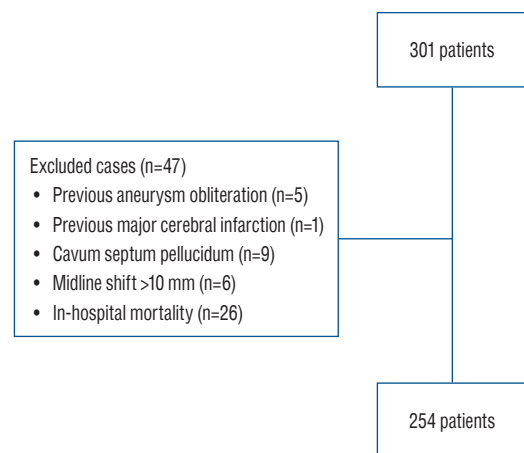 301 patients
Excluded cases (n=47)
• Previous aneurysm obliteration (n=5)
• Previous major cerebral infarction (n=1)
• Cavum septum pellucidum (n=9)
• Midline shift >10 mm (n=6)
• In-hospital mortality (n=26)
254 patients